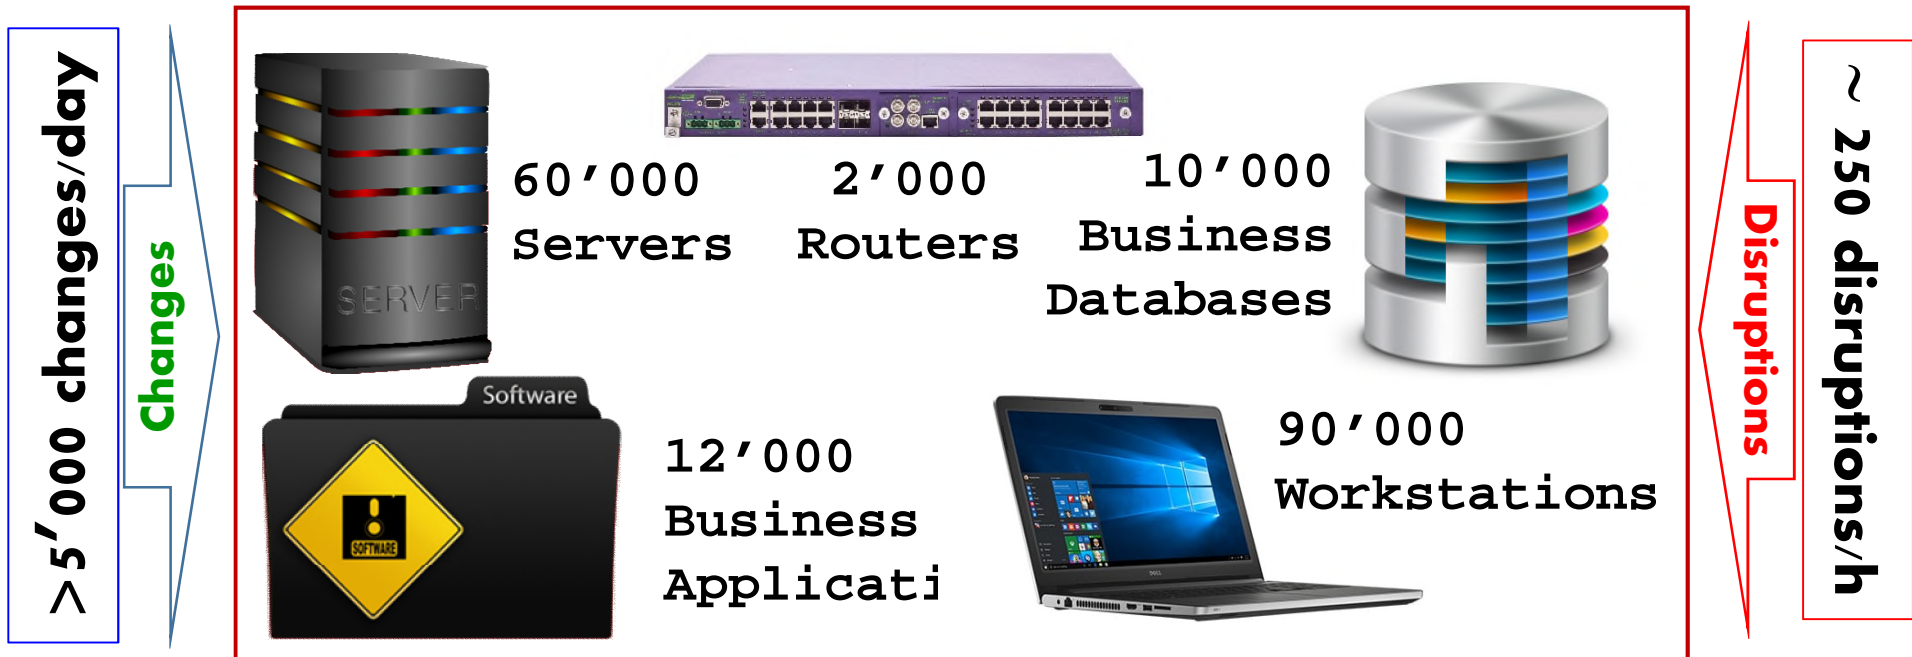 >5'000 changes/day
Changes
SERVER
60'000
Servers
2'000
Routers
10'000
Business
Databases
Disruptions
~ 250 disruptions/h
Software
SOFTWARE
12'000
Business
Applicati
90'000
Workstations
DELL